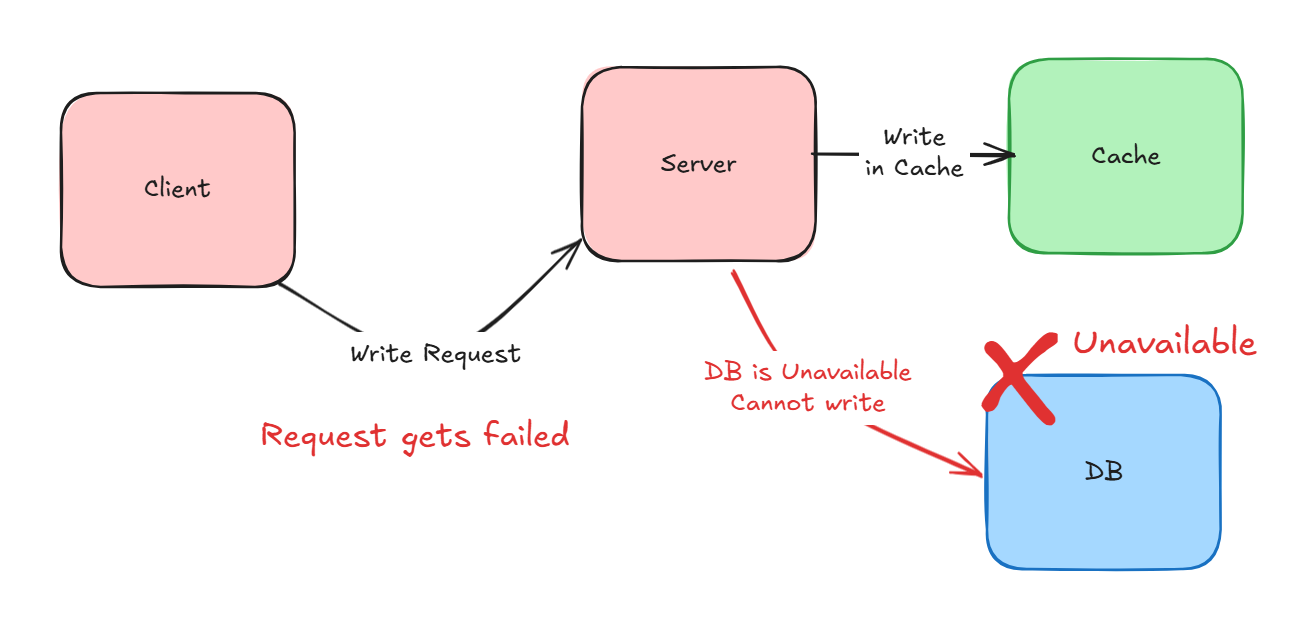 Client
Server
Write
in Cache
Cache
Write Request
Unavailable
DB is Unavailable
Cannot write
Request gets failed
DB